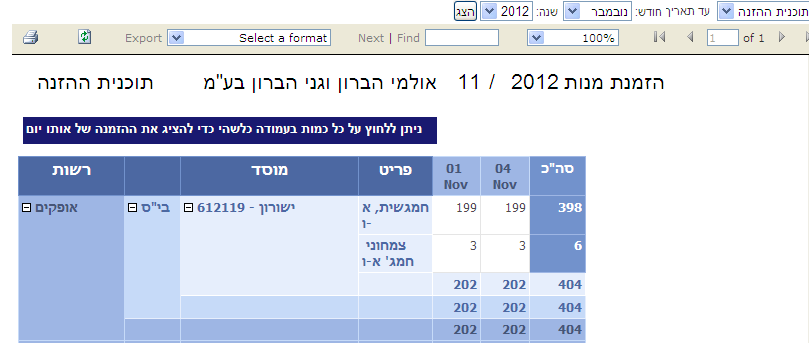 תוכנית ההזנה עד תאריך חודש: נובמבר שנה: 2012 הצג
1 of 1 100% Find | Next Select a format Export
הזמנת מנות 2012 / 11 אולמי הברון וגני הברון בע"מ תוכנית ההזנה
ניתן ללחוץ על כל כמות בעמודה כלשהי כדי להציג את ההזמנה של אותו יום
רשות מוסד פריט 01 Nov 04 Nov סה"כ
אופקים בי"ס ישורון - 612119 חמגשית, א 199 199 398
-ו
צמחוני 3 3 6
חמג' א-ו
202 202 404
202 202 404
202 202 404